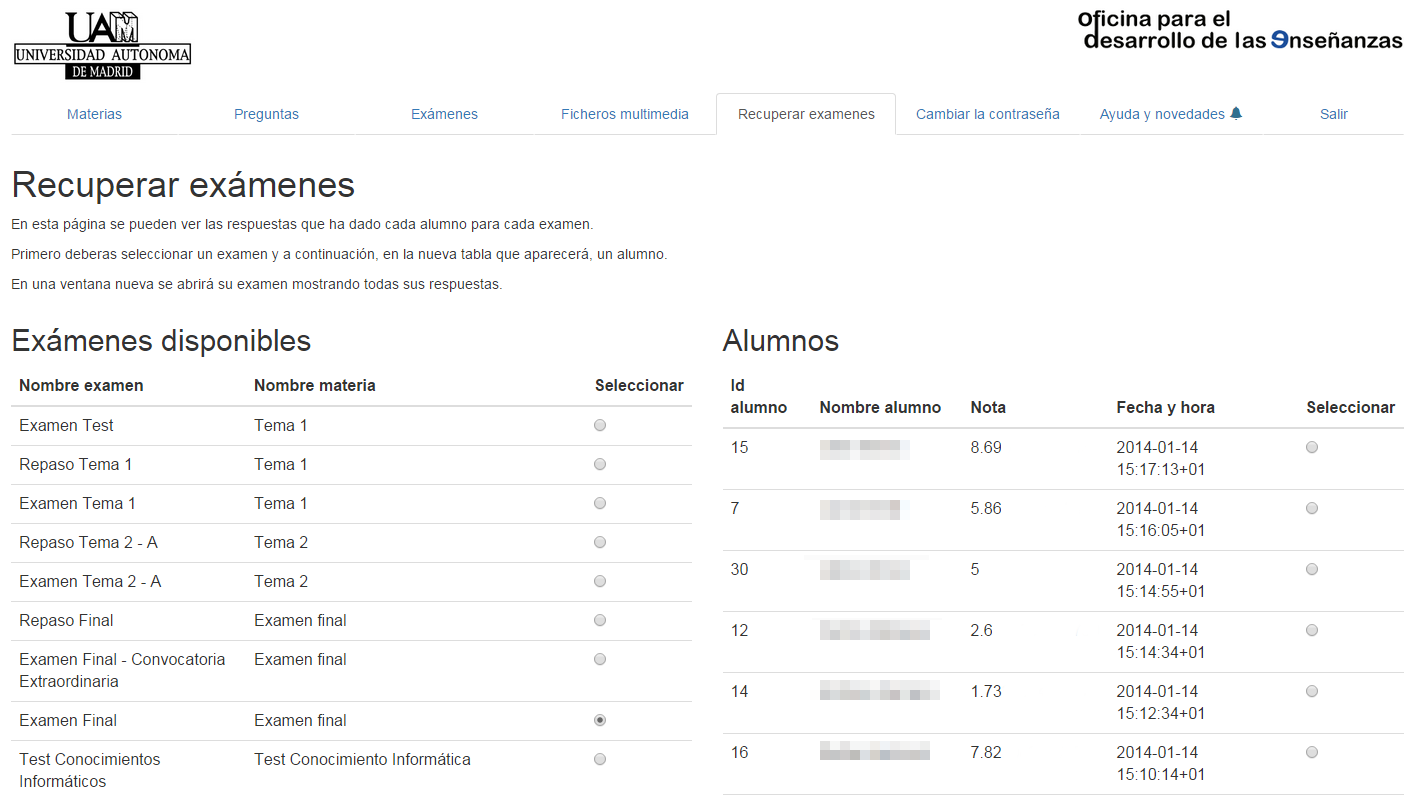 UAM
UNIVERSIDAD AUTONOMA
DE MADRID
oficina para el
desarrollo de las enseñanzas
Materias
Preguntas
Exámenes
Ficheros multimedia
Recuperar examenes
Cambiar la contraseña
Ayuda y novedades
Salir
Recuperar exámenes
En esta página se pueden ver las respuestas que ha dado cada alumno para cada examen.
Primero deberas seleccionar un examen y a continuación, en la nueva tabla que aparecerá, un alumno.
En una ventana nueva se abrirá su examen mostrando todas sus respuestas.
Exámenes disponibles
Nombre examen Nombre materia Seleccionar
Examen Test Tema 1
Repaso Tema 1 Tema 1
Examen Tema 1 Tema 1
Repaso Tema 2 - A Tema 2
Examen Tema 2 - A Tema 2
Repaso Final Examen final
Examen Final - Convocatoria Examen final
Extraordinaria
Examen Final Examen final
Test Conocimientos Test Conocimiento Informática
Informáticos
Alumnos
Id
alumno Nombre alumno Nota Fecha y hora Seleccionar
15 8.69 2014-01-14
15:17:13+01
7 5.86 2014-01-14
15:16:05+01
30 5 2014-01-14
15:14:55+01
12 2.6 2014-01-14
15:14:34+01
14 1.73 2014-01-14
15:12:34+01
16 7.82 2014-01-14
15:10:14+01